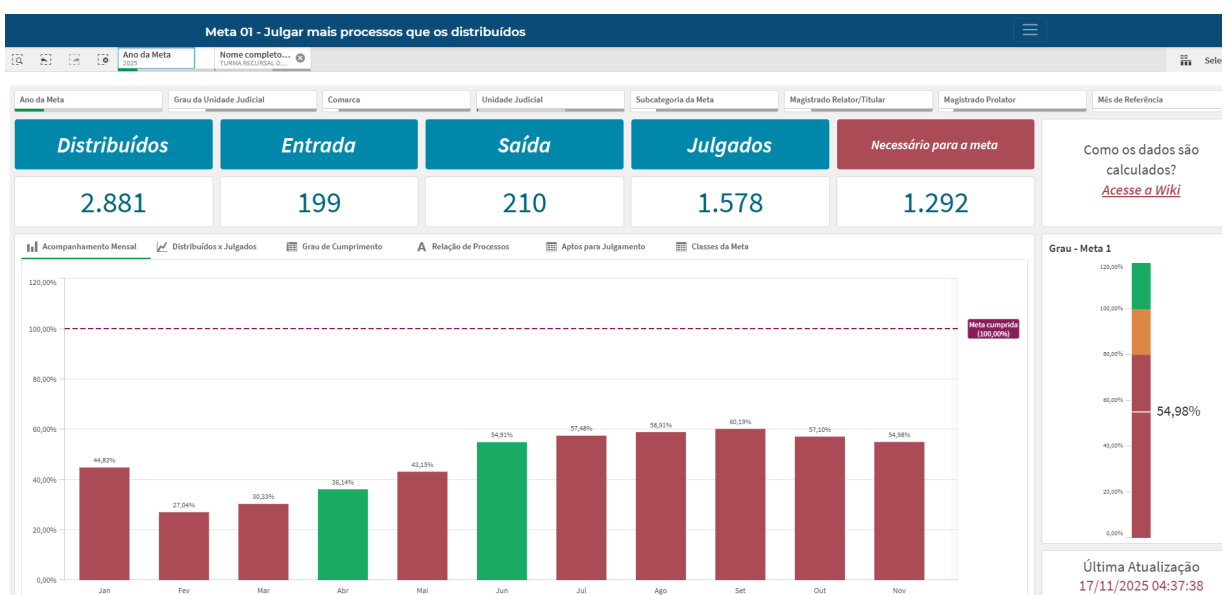 Meta 01 - Julgar mais processos que os distribuídos
Ano da Meta
2025
Nome completo...
TURMA RECURSAL D...
Ano da Meta
Grau da Unidade Judicial
Comarca
Unidade Judicial
Subcategoria da Meta
Magistrado Relator/Titular
Magistrado Prolator
Mês de Referência
Distribuídos
Entrada
Saída
Julgados
Necessário para a meta
2.881
199
210
1.578
1.292
Como os dados são
calculados?
Acesse a Wiki
Acompanhamento Mensal
Distribuídos x Julgados
Grau de Cumprimento
Relação de Processos
Aptos para Julgamento
Classes da Meta
120,00%
100,00%
80,00%
60,00%
40,00%
20,00%
0,00%
Meta cumprida
(100,00%)
44,83%
27,04%
30,33%
36,14%
43,15%
54,91%
57,48%
58,91%
60,19%
57,10%
54,98%
Jan
Fev
Mar
Abr
Mai
Jun
Jul
Ago
Set
Out
Nov
Grau - Meta 1
120,00%
100,00%
80,00%
60,00%
40,00%
20,00%
0,00%
54,98%
Última Atualização
17/11/2025 04:37:38